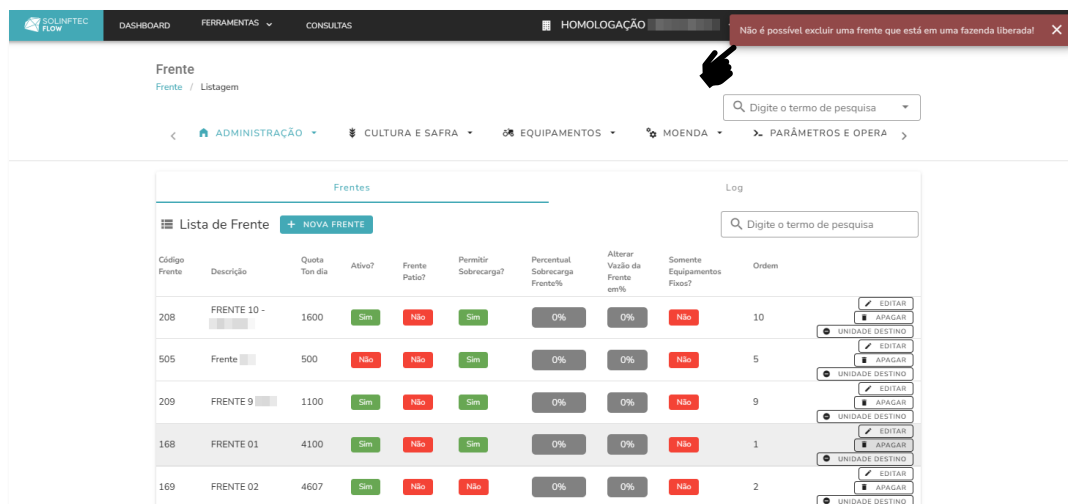 SOLINFTEC
FLOW
DASHBOARD
FERRAMENTAS
CONSULTAS
HOMOLOGAÇÃO
Não é possível excluir uma frente que está em uma fazenda liberada!
Frente
Frente / Listagem
Digite o termo de pesquisa
ADMINISTRAÇÃO
CULTURA E SAFRA
EQUIPAMENTOS
MOENDA
PARÂMETROS E OPERA
Frentes
Log
Lista de Frente
+ NOVA FRENTE
Digite o termo de pesquisa
Código Frente
Descrição
Quota Ton dia
Ativo?
Frente Patio?
Permitir Sobrecarga?
Percentual Sobrecarga Frente%
Alterar Vazão da Frente em%
Somente Equipamentos Fixos?
Ordem
208 FRENTE 10 - 1600 Sim Não Sim 0% 0% Não 10
EDITAR
APAGAR
UNIDADE DESTINO
505 Frente 500 Não Não Sim 0% 0% Não 5
EDITAR
APAGAR
UNIDADE DESTINO
209 FRENTE 9 1100 Sim Não Sim 0% 0% Não 9
EDITAR
APAGAR
UNIDADE DESTINO
168 FRENTE 01 4100 Sim Não Sim 0% 0% Não 1
EDITAR
APAGAR
UNIDADE DESTINO
169 FRENTE 02 4607 Sim Não Não 0% 0% Não 2
EDITAR
APAGAR
UNIDADE DESTINO